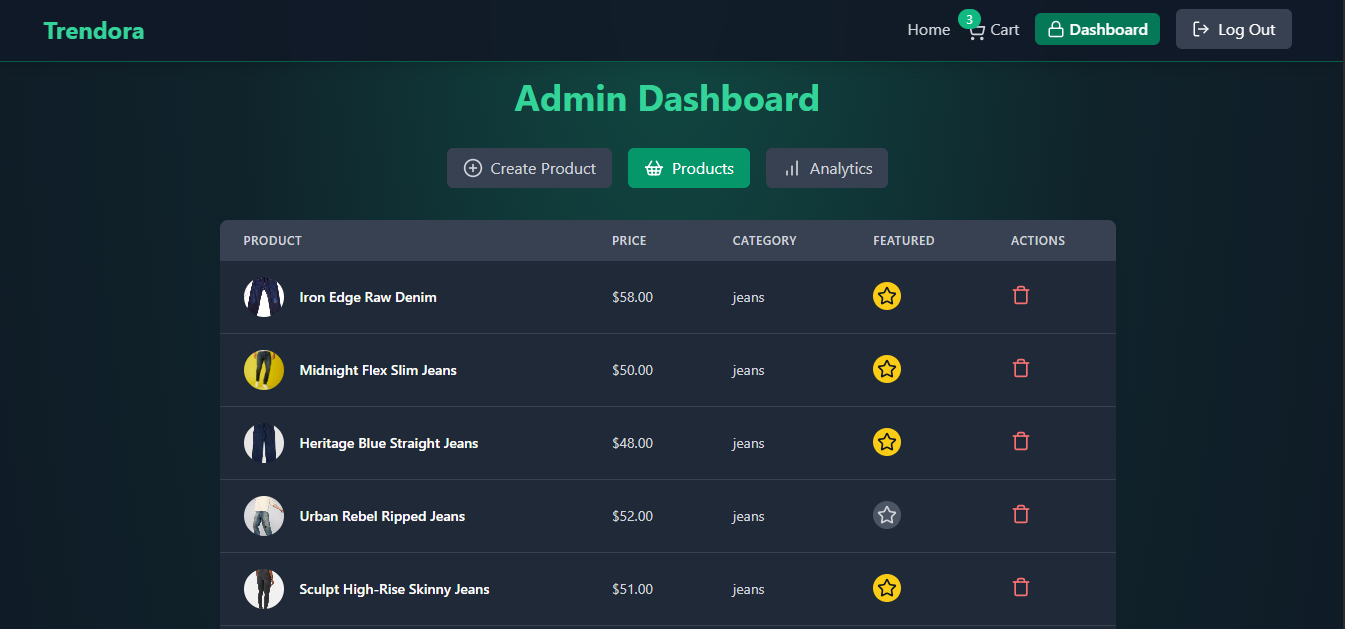 Trendora Home 3 Cart Dashboard Log Out
Admin Dashboard
Create Product Products Analytics
PRODUCT PRICE CATEGORY FEATURED ACTIONS
Iron Edge Raw Denim $58.00 jeans
Midnight Flex Slim Jeans $50.00 jeans
Heritage Blue Straight Jeans $48.00 jeans
Urban Rebel Ripped Jeans $52.00 jeans
Sculpt High-Rise Skinny Jeans $51.00 jeans